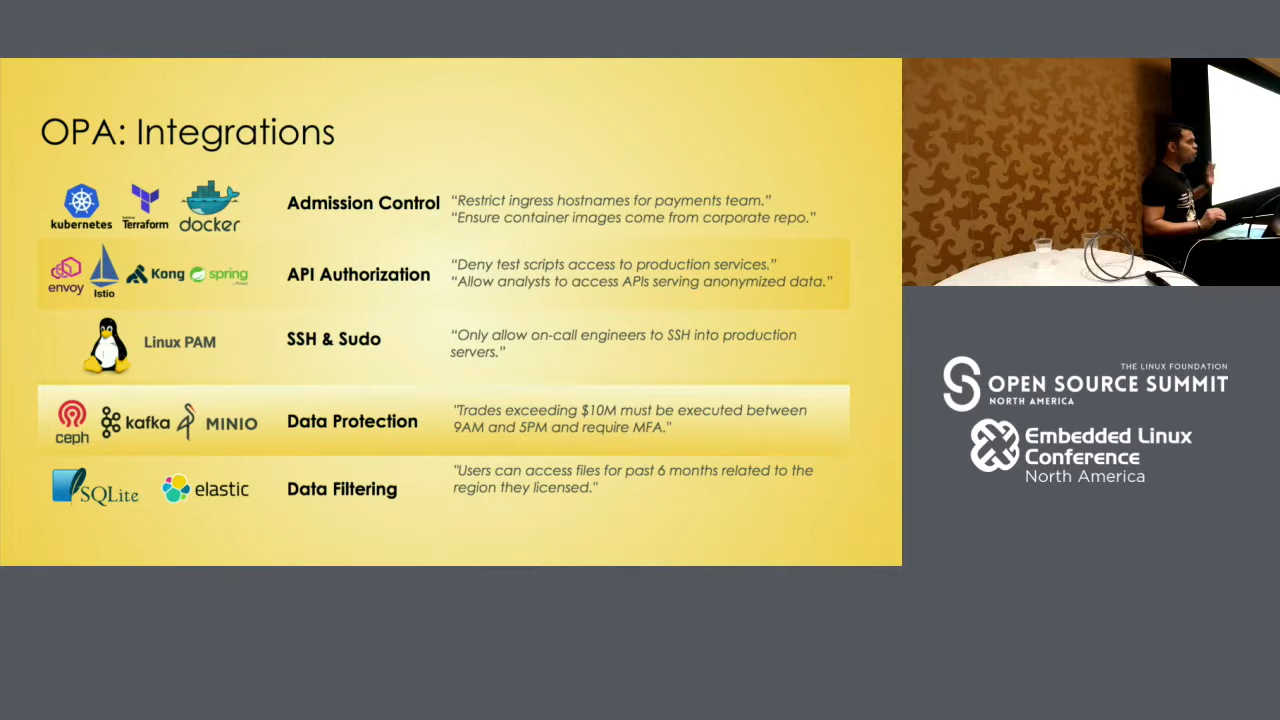 OPA: Integrations
kubernetes
Terraform
docker
Admission Control
“Restrict ingress hostnames for payments team.”
“Ensure container images come from corporate repo.”
envoy
Istio
Kong
spring
API Authorization
“Deny test scripts access to production services.”
“Allow analysts to access APIs serving anonymized data.”
Linux PAM
SSH & Sudo
“Only allow on-call engineers to SSH into production
servers.”
ceph
kafka
MINIO
Data Protection
"Trades exceeding $10M must be executed between
9AM and 5PM and require MFA."
SQLite
elastic
Data Filtering
"Users can access files for past 6 months related to the
region they licensed."
THE LINUX FOUNDATION
OPEN SOURCE SUMMIT
NORTH AMERICA
Embedded Linux
Conference
North America